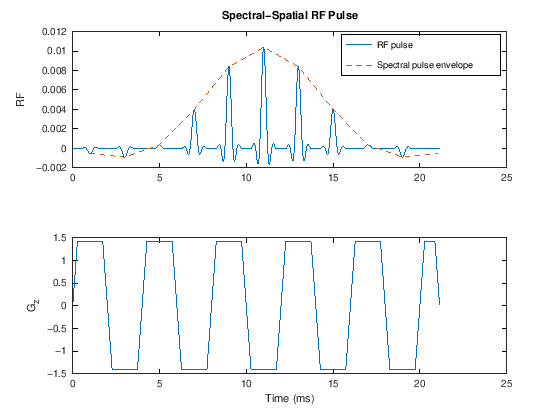 Spectral-Spatial RF Pulse
0.012
0.01
0.008
0.006
0.004
0.002
0
-0.002
RF
RF pulse
Spectral pulse envelope
0 5 10 15 20 25
1.5
1
0.5
0
-0.5
-1
-1.5
Gz
0 5 10 15 20 25
Time (ms)